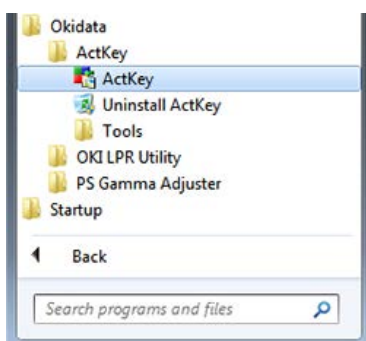 Okidata
ActKey
ActKey
Uninstall ActKey
Tools
OKI LPR Utility
PS Gamma Adjuster
Startup
Back
Search programs and files